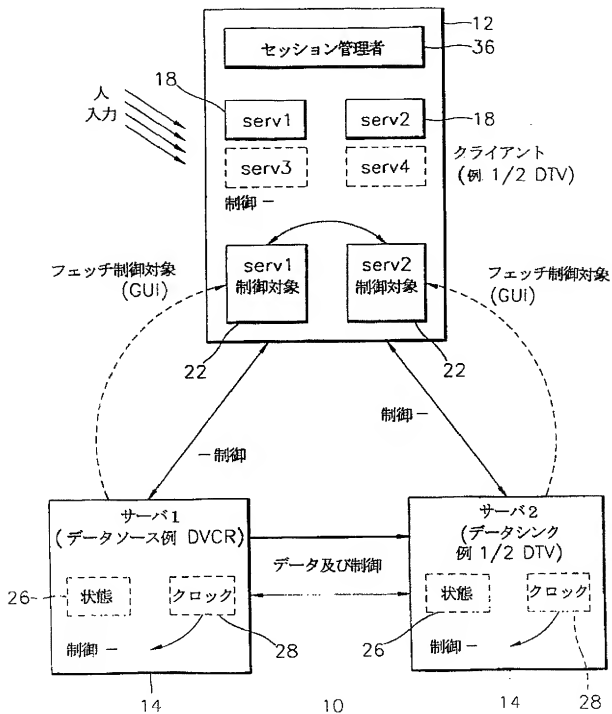 12
セッション管理者
36
人
入力
18
serv1
serv2
18
serv3
serv4
クライアント
(例 1/2 DTV)
制御 −
フェッチ制御対象
(GUI)
serv1
制御対象
serv2
制御対象
フェッチ制御対象
(GUI)
22
22
− 制御
制御 −
サーバ1
(データソース例 DVCR)
サーバ2
(データシンク
例 1/2 DTV)
データ及び制御
26
状態
クロック
28
制御 −
26
状態
クロック
28
制御 −
14
10
14